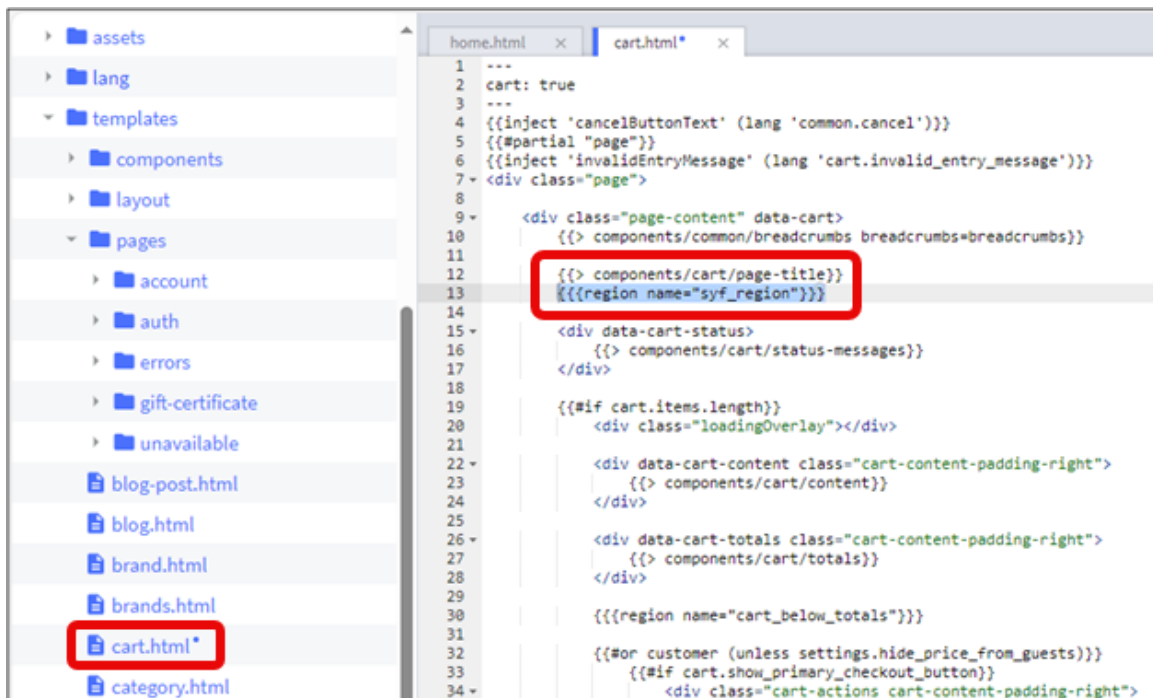 assets
lang
templates
components
layout
pages
account
auth
errors
gift-certificate
unavailable
blog-post.html
blog.html
brand.html
brands.html
cart.html•
category.html
home.html ×
cart.html• ×
1 ---
2 cart: true
3 ---
4 {{inject 'cancelButtonText' (lang 'common.cancel')}}
5 {{#partial "page"}}
6 {{inject 'invalidEntryMessage' (lang 'cart.invalid_entry_message')}}
7 <div class="page">
8
9 <div class="page-content" data-cart>
10 {{> components/common/breadcrumbs breadcrumbs=breadcrumbs}}
11
12 {{> components/cart/page-title}}
13 {{{region name="syf_region"}}}
14
15 <div data-cart-status>
16 {{> components/cart/status-messages}}
17 </div>
18
19 {{#if cart.items.length}}
20 <div class="loadingOverlay"></div>
21
22 <div data-cart-content class="cart-content-padding-right">
23 {{> components/cart/content}}
24 </div>
25
26 <div data-cart-totals class="cart-content-padding-right">
27 {{> components/cart/totals}}
28 </div>
29
30 {{{region name="cart_below_totals"}}}
31
32 {{#or customer (unless settings.hide_price_from_guests)}}
33 {{#if cart.show_primary_checkout_button}}
34 <div class="cart-actions cart-content-padding-right">